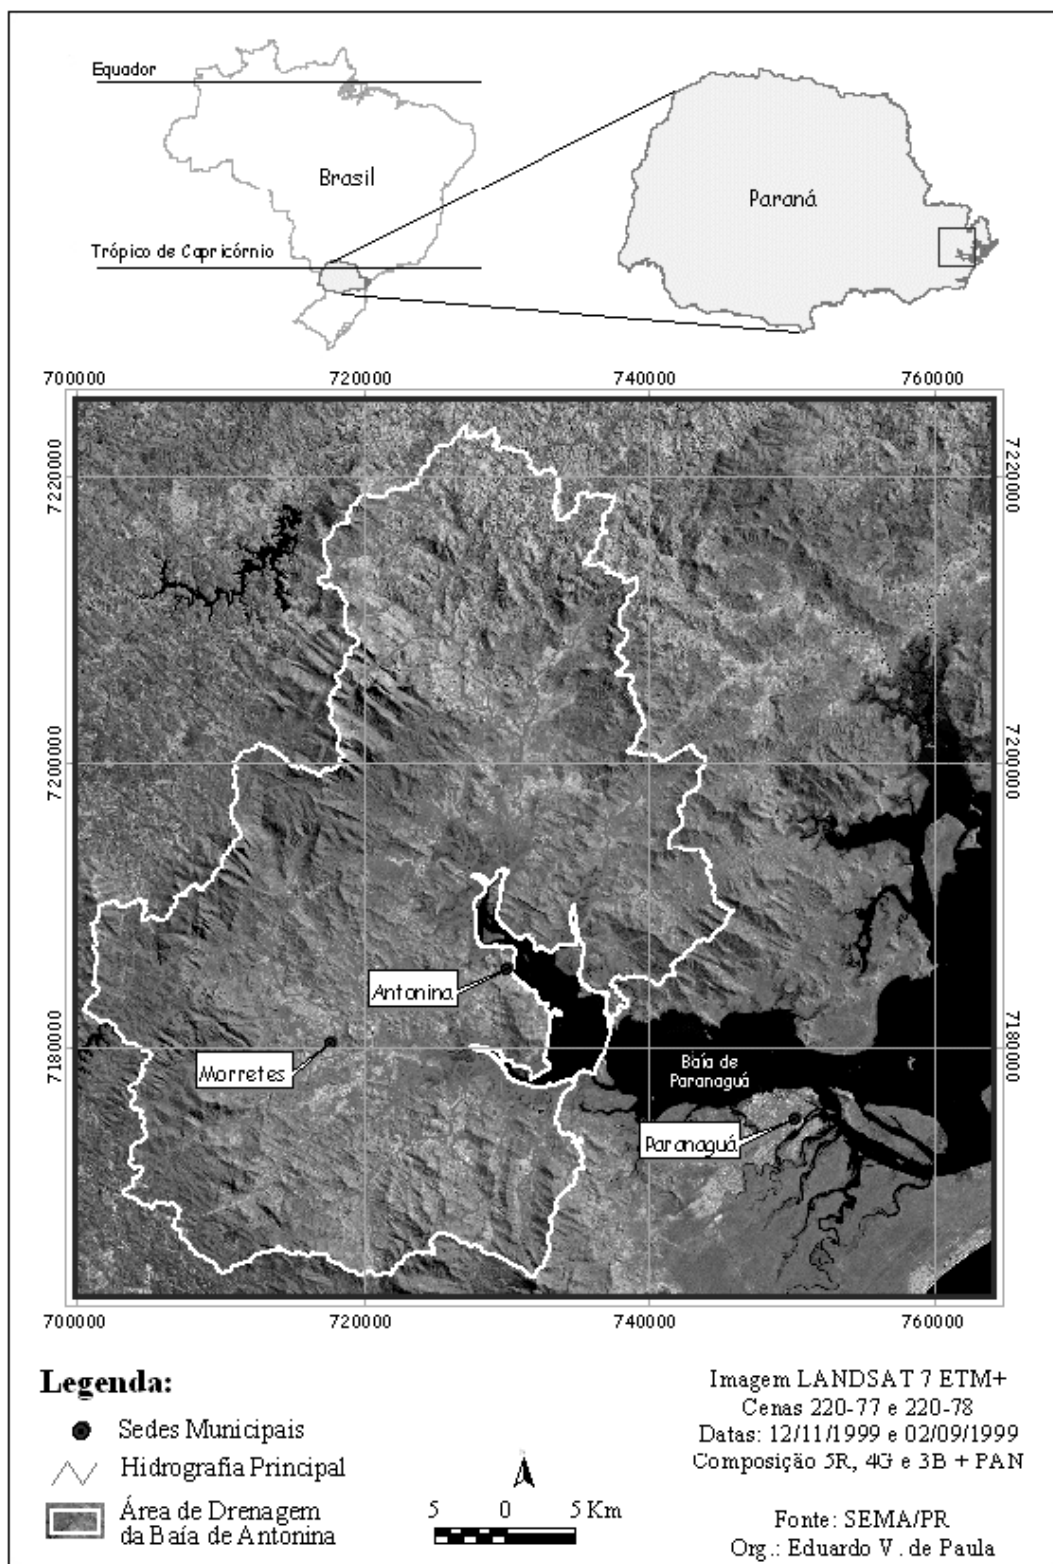 Equador
Brasil
Paraná
Trópico de Capricórnio
700000
720000
740000
760000
7220000
7220000
7200000
7200000
Antonina
7180000
7180000
Morretes
Baía de
Paranaguá
Paranaguá
700000
720000
740000
760000
Legenda:
Sedes Municipais
Hidrografia Principal
Área de Drenagem
da Baía de Antonina
N
5 0 5 Km
Imagem LANDSAT 7 ETM+
Cenas 220-77 e 220-78
Datas: 12/11/1999 e 02/09/1999
Composição 5R, 4G e 3B + PAN
Fonte: SEMA/PR
Org.: Eduardo V. de Paula